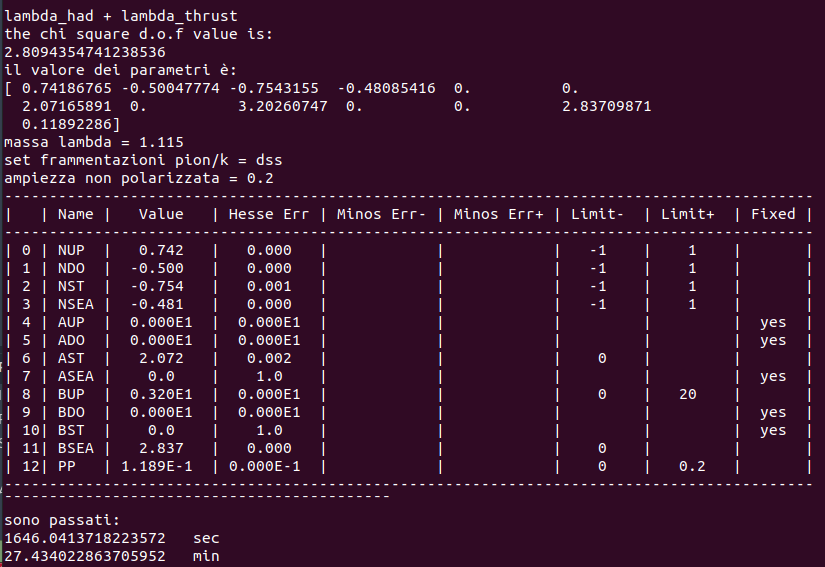 lambda_had + lambda_thrust
the chi square d.o.f value is:
2.8094354741238536
il valore dei parametri è:
[ 0.74186765 -0.50047774 -0.7543155  -0.48085416  0.          0.
  2.07165891  0.          3.20260747  0.          0.          2.83709871
  0.11892286]
massa lambda = 1.115
set frammentazioni pion/k = dss
ampiezza non polarizzata = 0.2
------------------------------------------------------------------------------------------
|   | Name |   Value   | Hesse Err | Minos Err- | Minos Err+ | Limit-  | Limit+  | Fixed |
------------------------------------------------------------------------------------------
| 0 | NUP  |   0.742   |   0.000   |            |            |   -1    |    1    |       |
| 1 | NDO  |  -0.500   |   0.000   |            |            |   -1    |    1    |       |
| 2 | NST  |  -0.754   |   0.001   |            |            |   -1    |    1    |       |
| 3 | NSEA |  -0.481   |   0.000   |            |            |   -1    |    1    |       |
| 4 | AUP  |  0.000E1  |  0.000E1  |            |            |         |         |  yes  |
| 5 | ADO  |  0.000E1  |  0.000E1  |            |            |         |         |  yes  |
| 6 | AST  |   2.072   |   0.002   |            |            |    0    |         |       |
| 7 | ASEA |    0.0    |    1.0    |            |            |         |         |  yes  |
| 8 | BUP  |  0.320E1  |  0.000E1  |            |            |    0    |   20    |       |
| 9 | BDO  |  0.000E1  |  0.000E1  |            |            |         |         |  yes  |
| 10| BST  |    0.0    |    1.0    |            |            |         |         |  yes  |
| 11| BSEA |   2.837   |   0.000   |            |            |    0    |         |       |
| 12| PP   | 1.189E-1  | 0.000E-1  |            |            |    0    |   0.2   |       |
------------------------------------------------------------------------------------------
-------------------------------------------
sono passati:
1646.0413718223572   sec
27.434022863705952   min